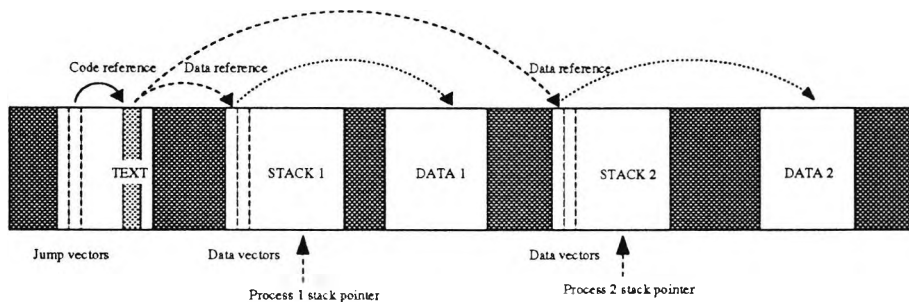 Code reference
Data reference
Data reference
TEXT
STACK 1
DATA 1
STACK 2
DATA 2
Jump vectors
Data vectors
Data vectors
Process 1 stack pointer
Process 2 stack pointer